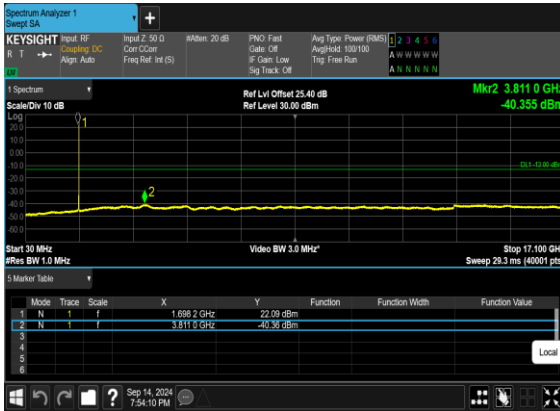 Spectrum Analyzer 1
Swept SA
+
KEYSIGHT Input: RF Input Z: 50 Ω #Atten: 20 dB PNO: Fast Avg Type: Power (RMS) 1 2 3 4 5 6
R T Coupling: DC Corr CCorr Gate: Off Avg|Hold: 100/100 A W W W W W
Align: Auto Freq Ref: Int (S) IF Gain: Low Trig: Free Run
LXI Sig Track: Off A N N N N N
1 Spectrum Ref Lvl Offset 25.40 dB Mkr2 3.811 0 GHz
Scale/Div 10 dB Ref Level 30.00 dBm -40.355 dBm
Log
1
20.0
10.0
0.00
-10.0 DL1 -13.00 dBm
-20.0
-30.0
2
-40.0
-50.0
-60.0
Start 30 MHz Video BW 3.0 MHz* Stop 17.100 GHz
#Res BW 1.0 MHz Sweep 29.3 ms (40001 pts)
5 Marker Table
Mode Trace Scale X Y Function Function Width Function Value
1 N 1 f 1.698 2 GHz 22.09 dBm
2 N 1 f 3.811 0 GHz -40.36 dBm
3
4
5
6
Local
? Sep 14, 2024
7:54:10 PM